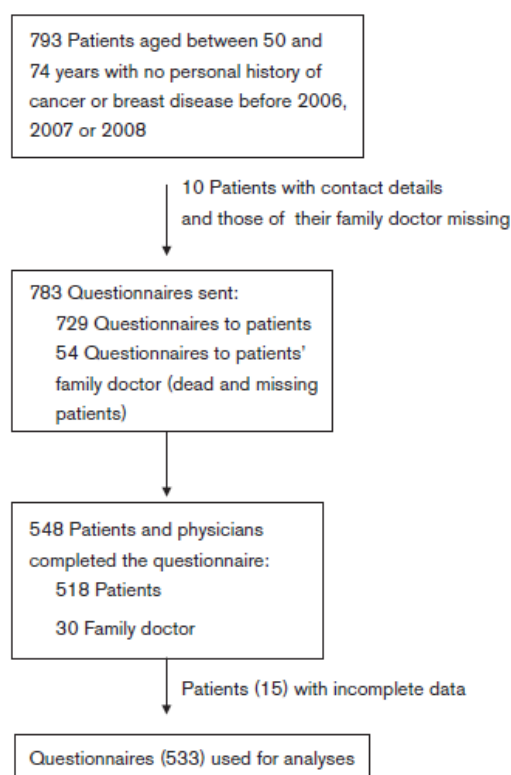 793 Patients aged between 50 and
74 years with no personal history of
cancer or breast disease before 2006,
2007 or 2008
10 Patients with contact details
and those of their family doctor missing
783 Questionnaires sent:
729 Questionnaires to patients
54 Questionnaires to patients’
family doctor (dead and missing
patients)
548 Patients and physicians
completed the questionnaire:
518 Patients
30 Family doctor
Patients (15) with incomplete data
Questionnaires (533) used for analyses